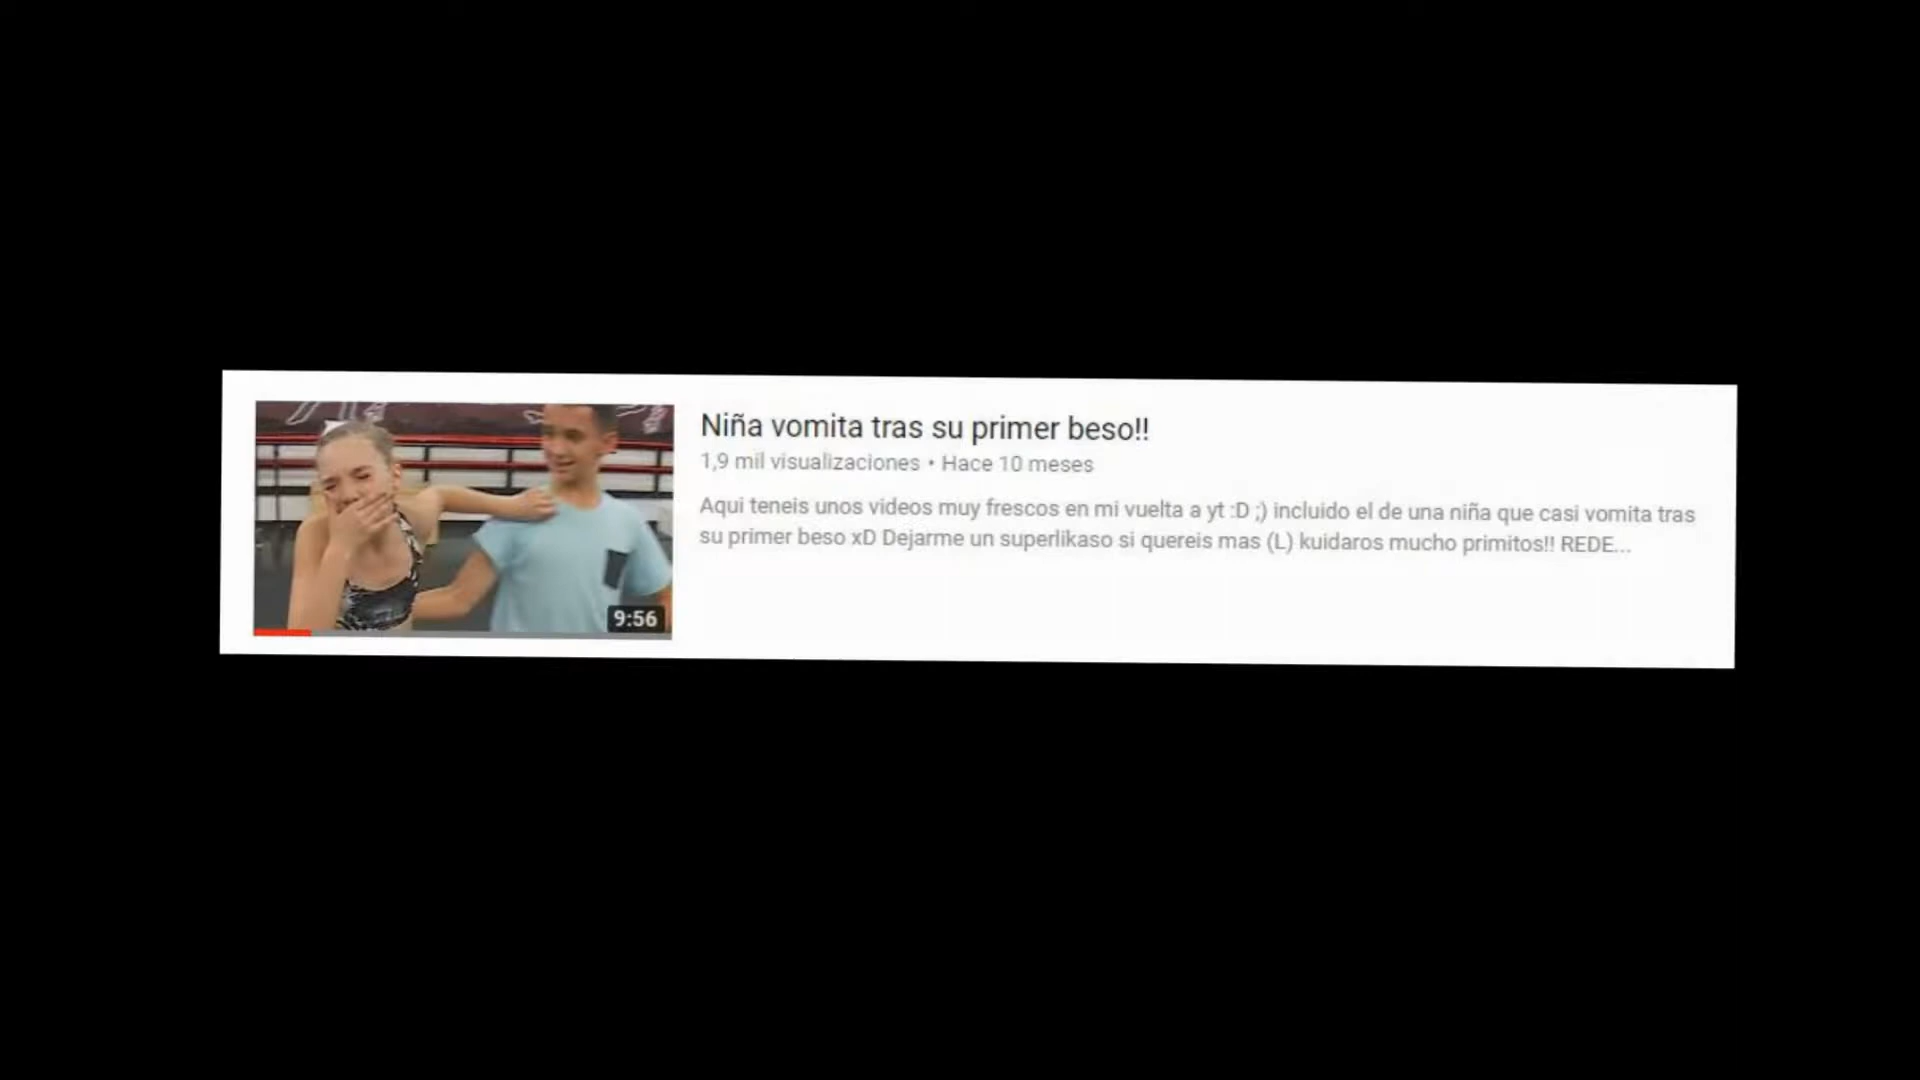 Niña vomita tras su primer beso!!
1,9 mil visualizaciones • Hace 10 meses
Aqui teneis unos videos muy frescos en mi vuelta a yt :D ;) incluido el de una niña que casi vomita tras
su primer beso xD Dejarme un superlikaso si quereis mas (L) kuidaros mucho primitos!! REDE...
9:56